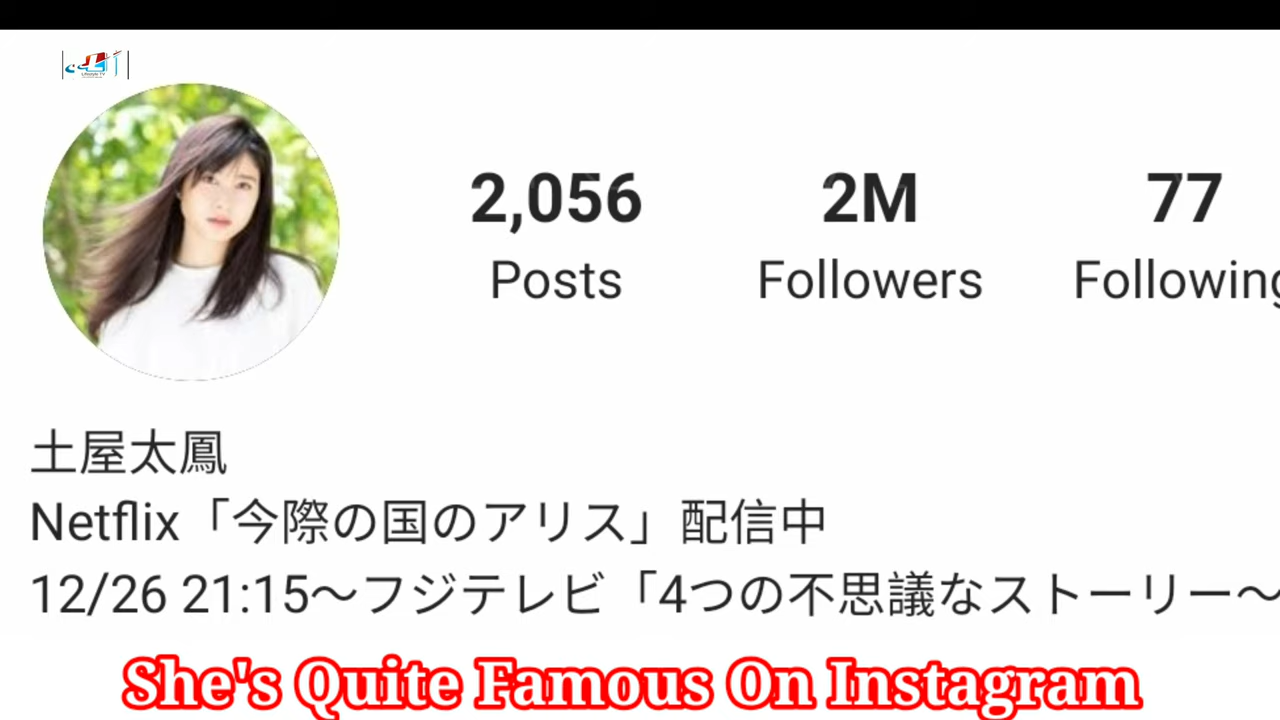 2,056 2M 77
Posts Followers Following
土屋太鳳
Netflix「今際の国のアリス」配信中
12/26 21:15〜フジテレビ「4つの不思議なストーリー〜
She's Quite Famous On Instagram